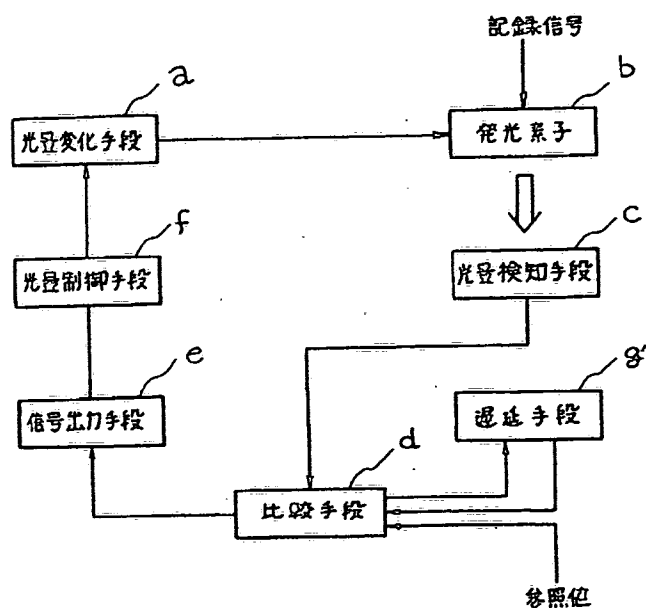 記録信号
a
b
光量変化手段
発光素子
f
c
光量制御手段
光量検知手段
e
g
信号出力手段
遅延手段
d
比較手段
参照値